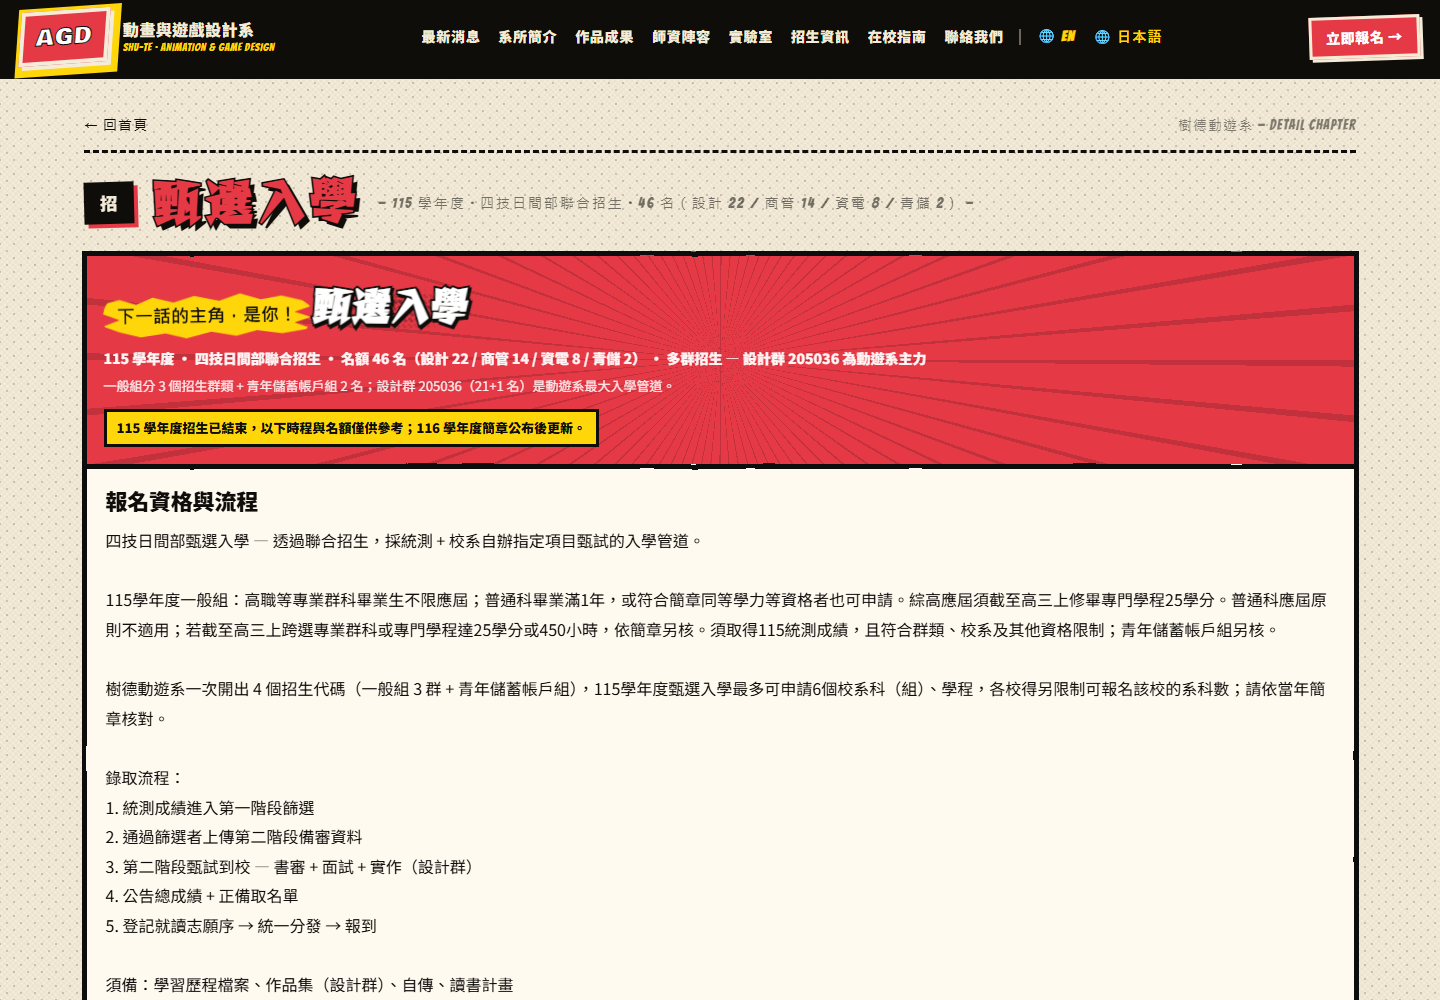 AGD
動畫與遊戲設計系
SHU-TE · ANIMATION & GAME DESIGN
最新消息 系所簡介 作品成果 師資陣容 實驗室 招生資訊 在校指南 聯絡我們 EN 日本語
立即報名 →
← 回首頁
樹德動遊系 — DETAIL CHAPTER
招 甄選入學 — 115 學年度・四技日間部聯合招生・46 名（設計 22 / 商管 14 / 資電 8 / 青儲 2）—
下一話的主角 · 是你！ 甄選入學
115 學年度 ・ 四技日間部聯合招生 ・ 名額 46 名（設計 22 / 商管 14 / 資電 8 / 青儲 2） ・ 多群招生 — 設計群 205036 為動遊系主力
一般組分 3 個招生群類 + 青年儲蓄帳戶組 2 名；設計群 205036（21+1 名）是動遊系最大入學管道。
115 學年度招生已結束，以下時程與名額僅供參考；116 學年度簡章公布後更新。
報名資格與流程
四技日間部甄選入學 — 透過聯合招生，採統測 + 校系自辦指定項目甄試的入學管道。
115學年度一般組：高職等專業群科畢業生不限應屆；普通科畢業滿1年，或符合簡章同等學力等資格者也可申請。綜高應屆須截至高三上修畢專門學程25學分。普通科應屆原
則不適用；若截至高三上跨選專業群科或專門學程達25學分或450小時，依簡章另核。須取得115統測成績，且符合群類、校系及其他資格限制；青年儲蓄帳戶組另核。
樹德動遊系一次開出 4 個招生代碼（一般組 3 群 + 青年儲蓄帳戶組），115學年度甄選入學最多可申請6個校系科（組）、學程，各校得另限制可報名該校的系科數；請依當年簡
章核對。
錄取流程：
1. 統測成績進入第一階段篩選
2. 通過篩選者上傳第二階段備審資料
3. 第二階段甄試到校 — 書審 + 面試 + 實作（設計群）
4. 公告總成績 + 正備取名單
5. 登記就讀志願序 → 統一分發 → 報到
須備：學習歷程檔案、作品集（設計群）、自傳、讀書計畫